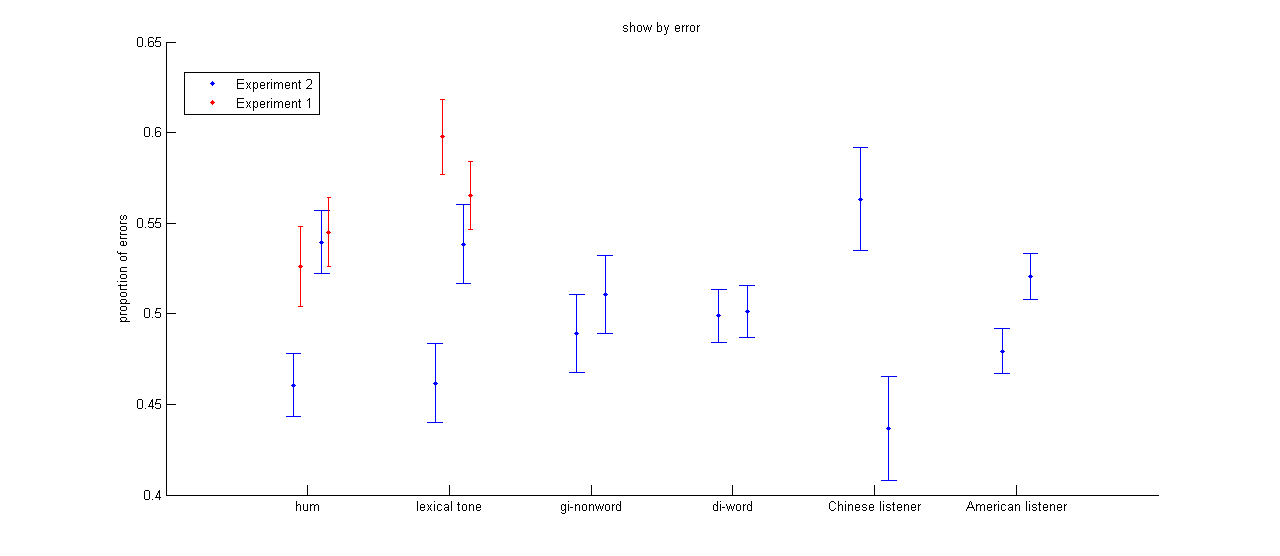 show by error
0.65
Experiment 2
Experiment 1
0.6
0.55
proportion of errors
0.5
0.45
0.4
hum lexical tone gi-nonword di-word Chinese listener American listener